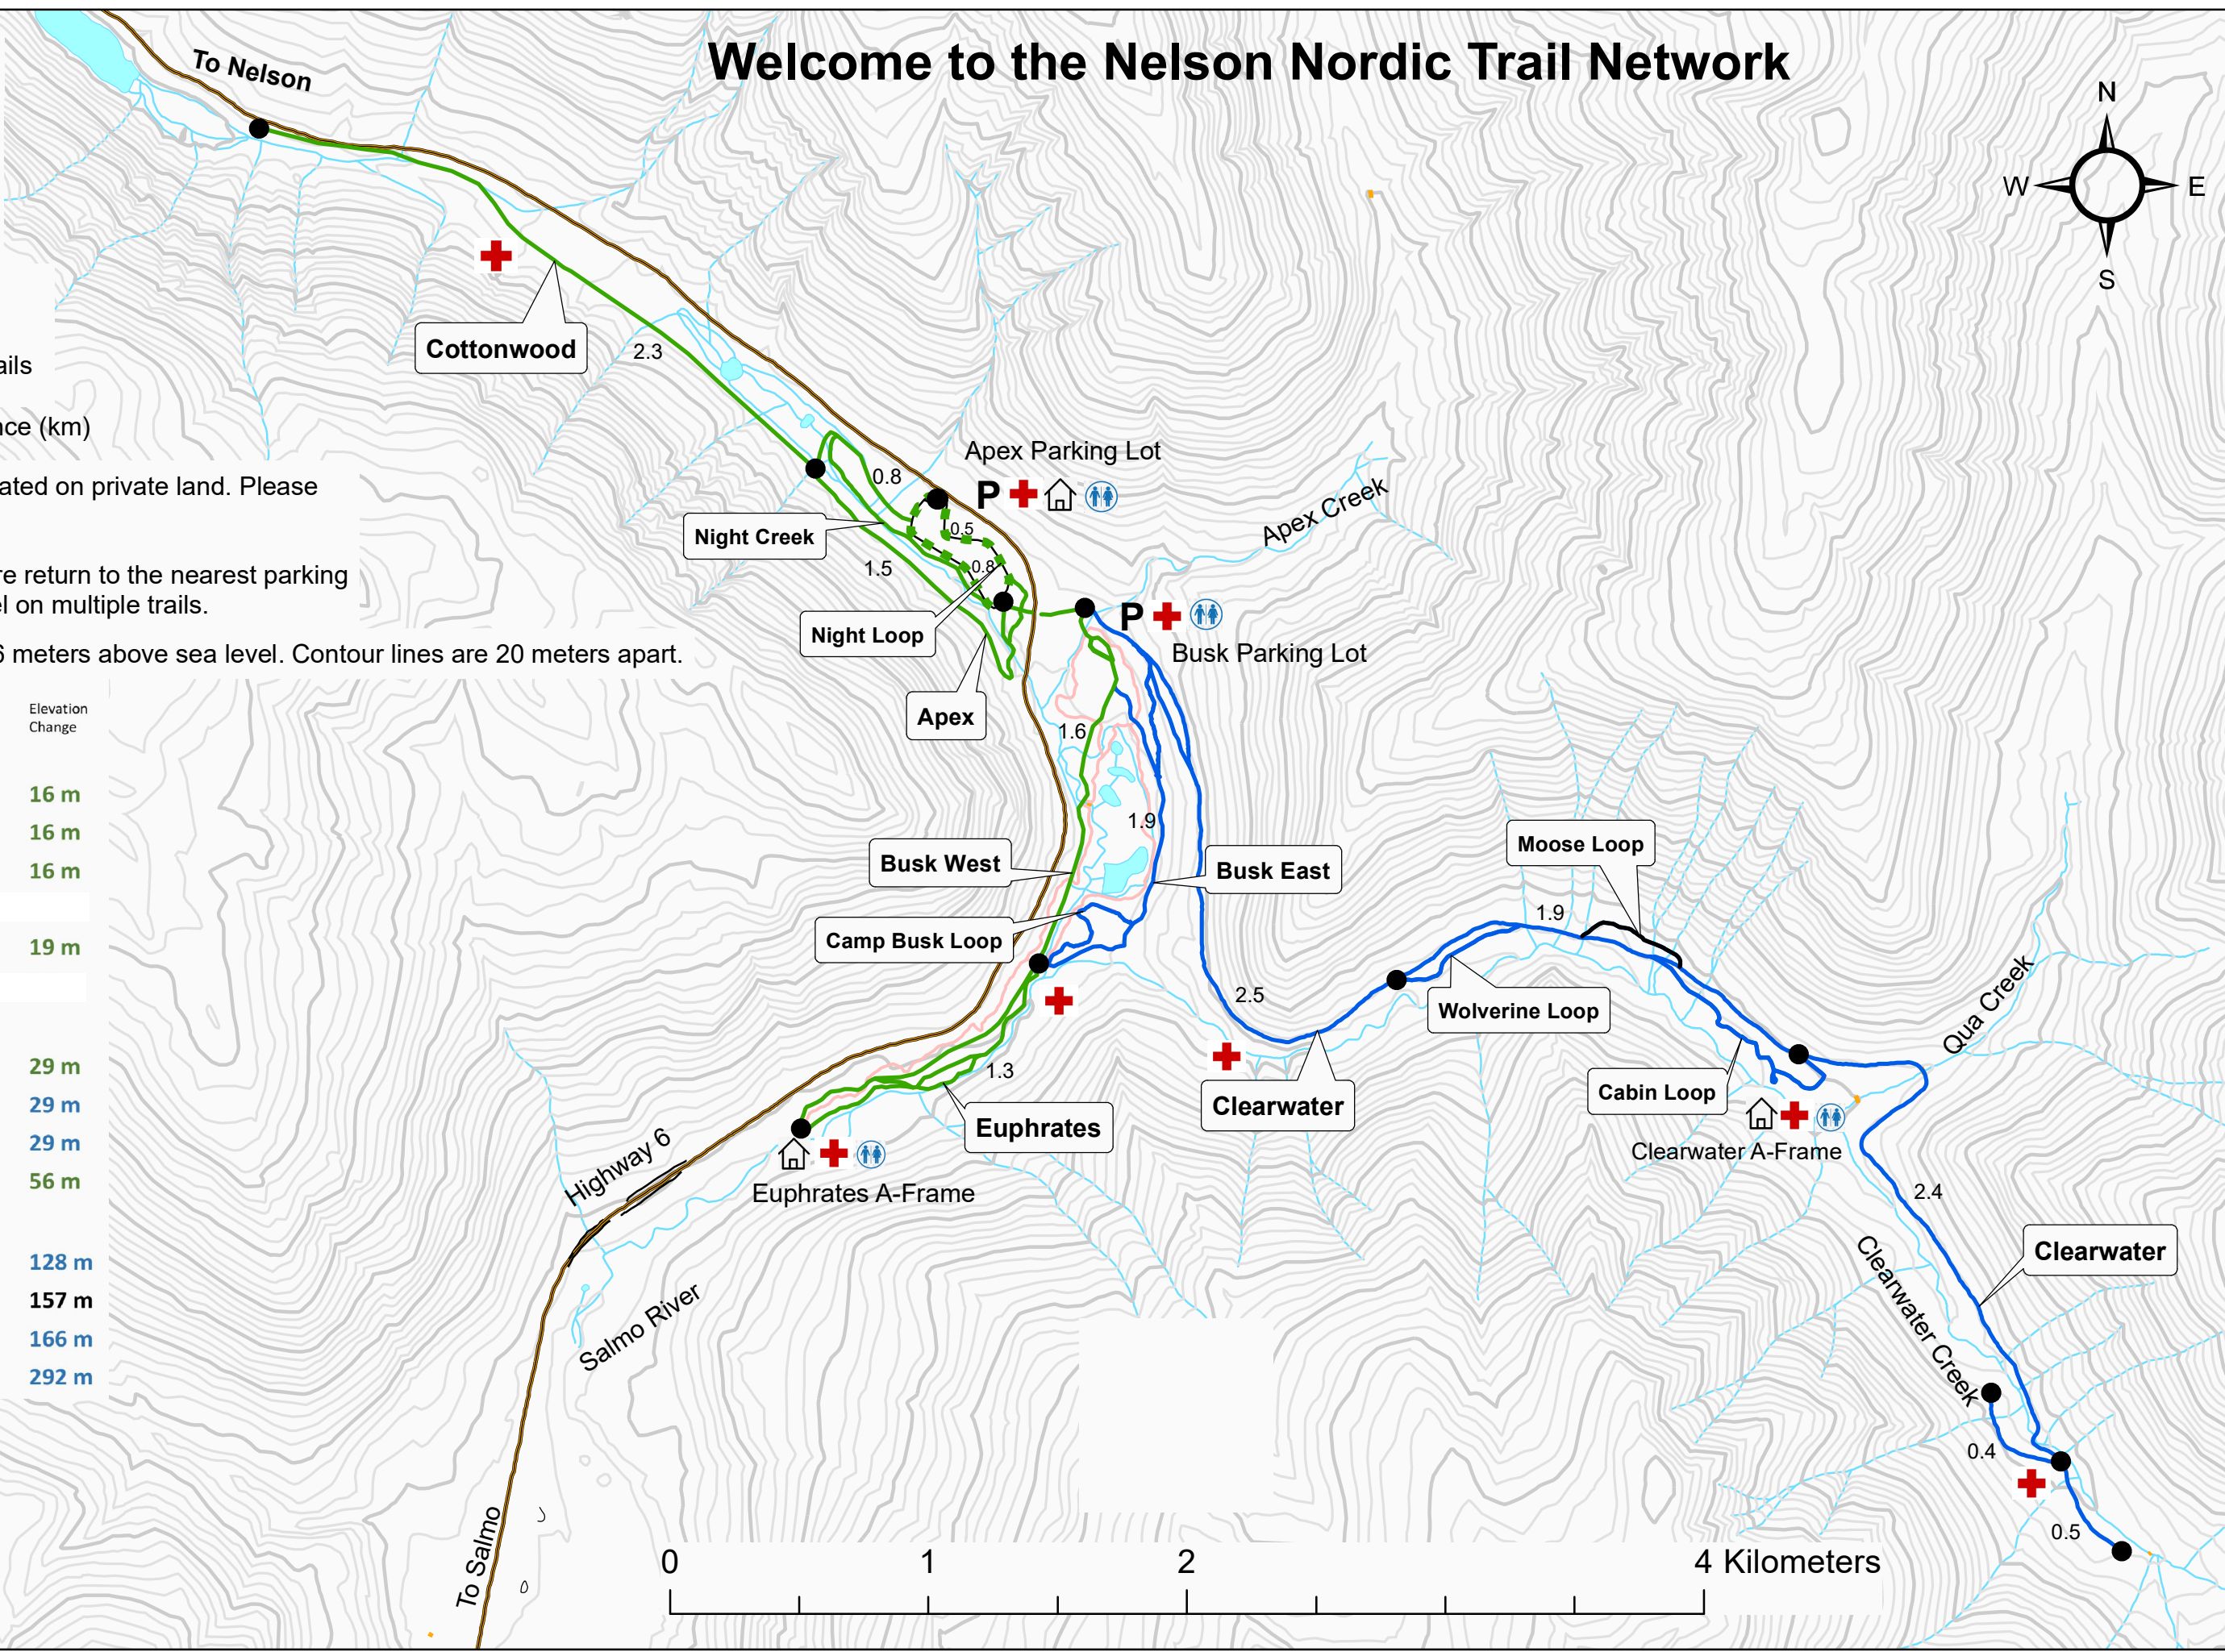 Welcome to the Nelson Nordic Trail Network
To Nelson
N
W
E
S
Cottonwood
2.3
ails
nce (km)
ated on private land. Please
re return to the nearest parking
el on multiple trails.
6 meters above sea level. Contour lines are 20 meters apart.
Elevation
Change
16 m
16 m
16 m
19 m
29 m
29 m
29 m
56 m
128 m
157 m
166 m
292 m
Apex Parking Lot
P
0.8
0.5
Night Creek
1.5
0.8
Night Loop
Apex
Apex Creek
P
Busk Parking Lot
1.6
1.9
Busk West
Busk East
Camp Busk Loop
Moose Loop
1.9
2.5
Wolverine Loop
Qua Creek
1.3
Euphrates
Clearwater
Cabin Loop
Clearwater A-Frame
Highway 6
Euphrates A-Frame
2.4
Clearwater
Clearwater Creek
Salmo River
0.4
0.5
To Salmo
0
1
2
4 Kilometers